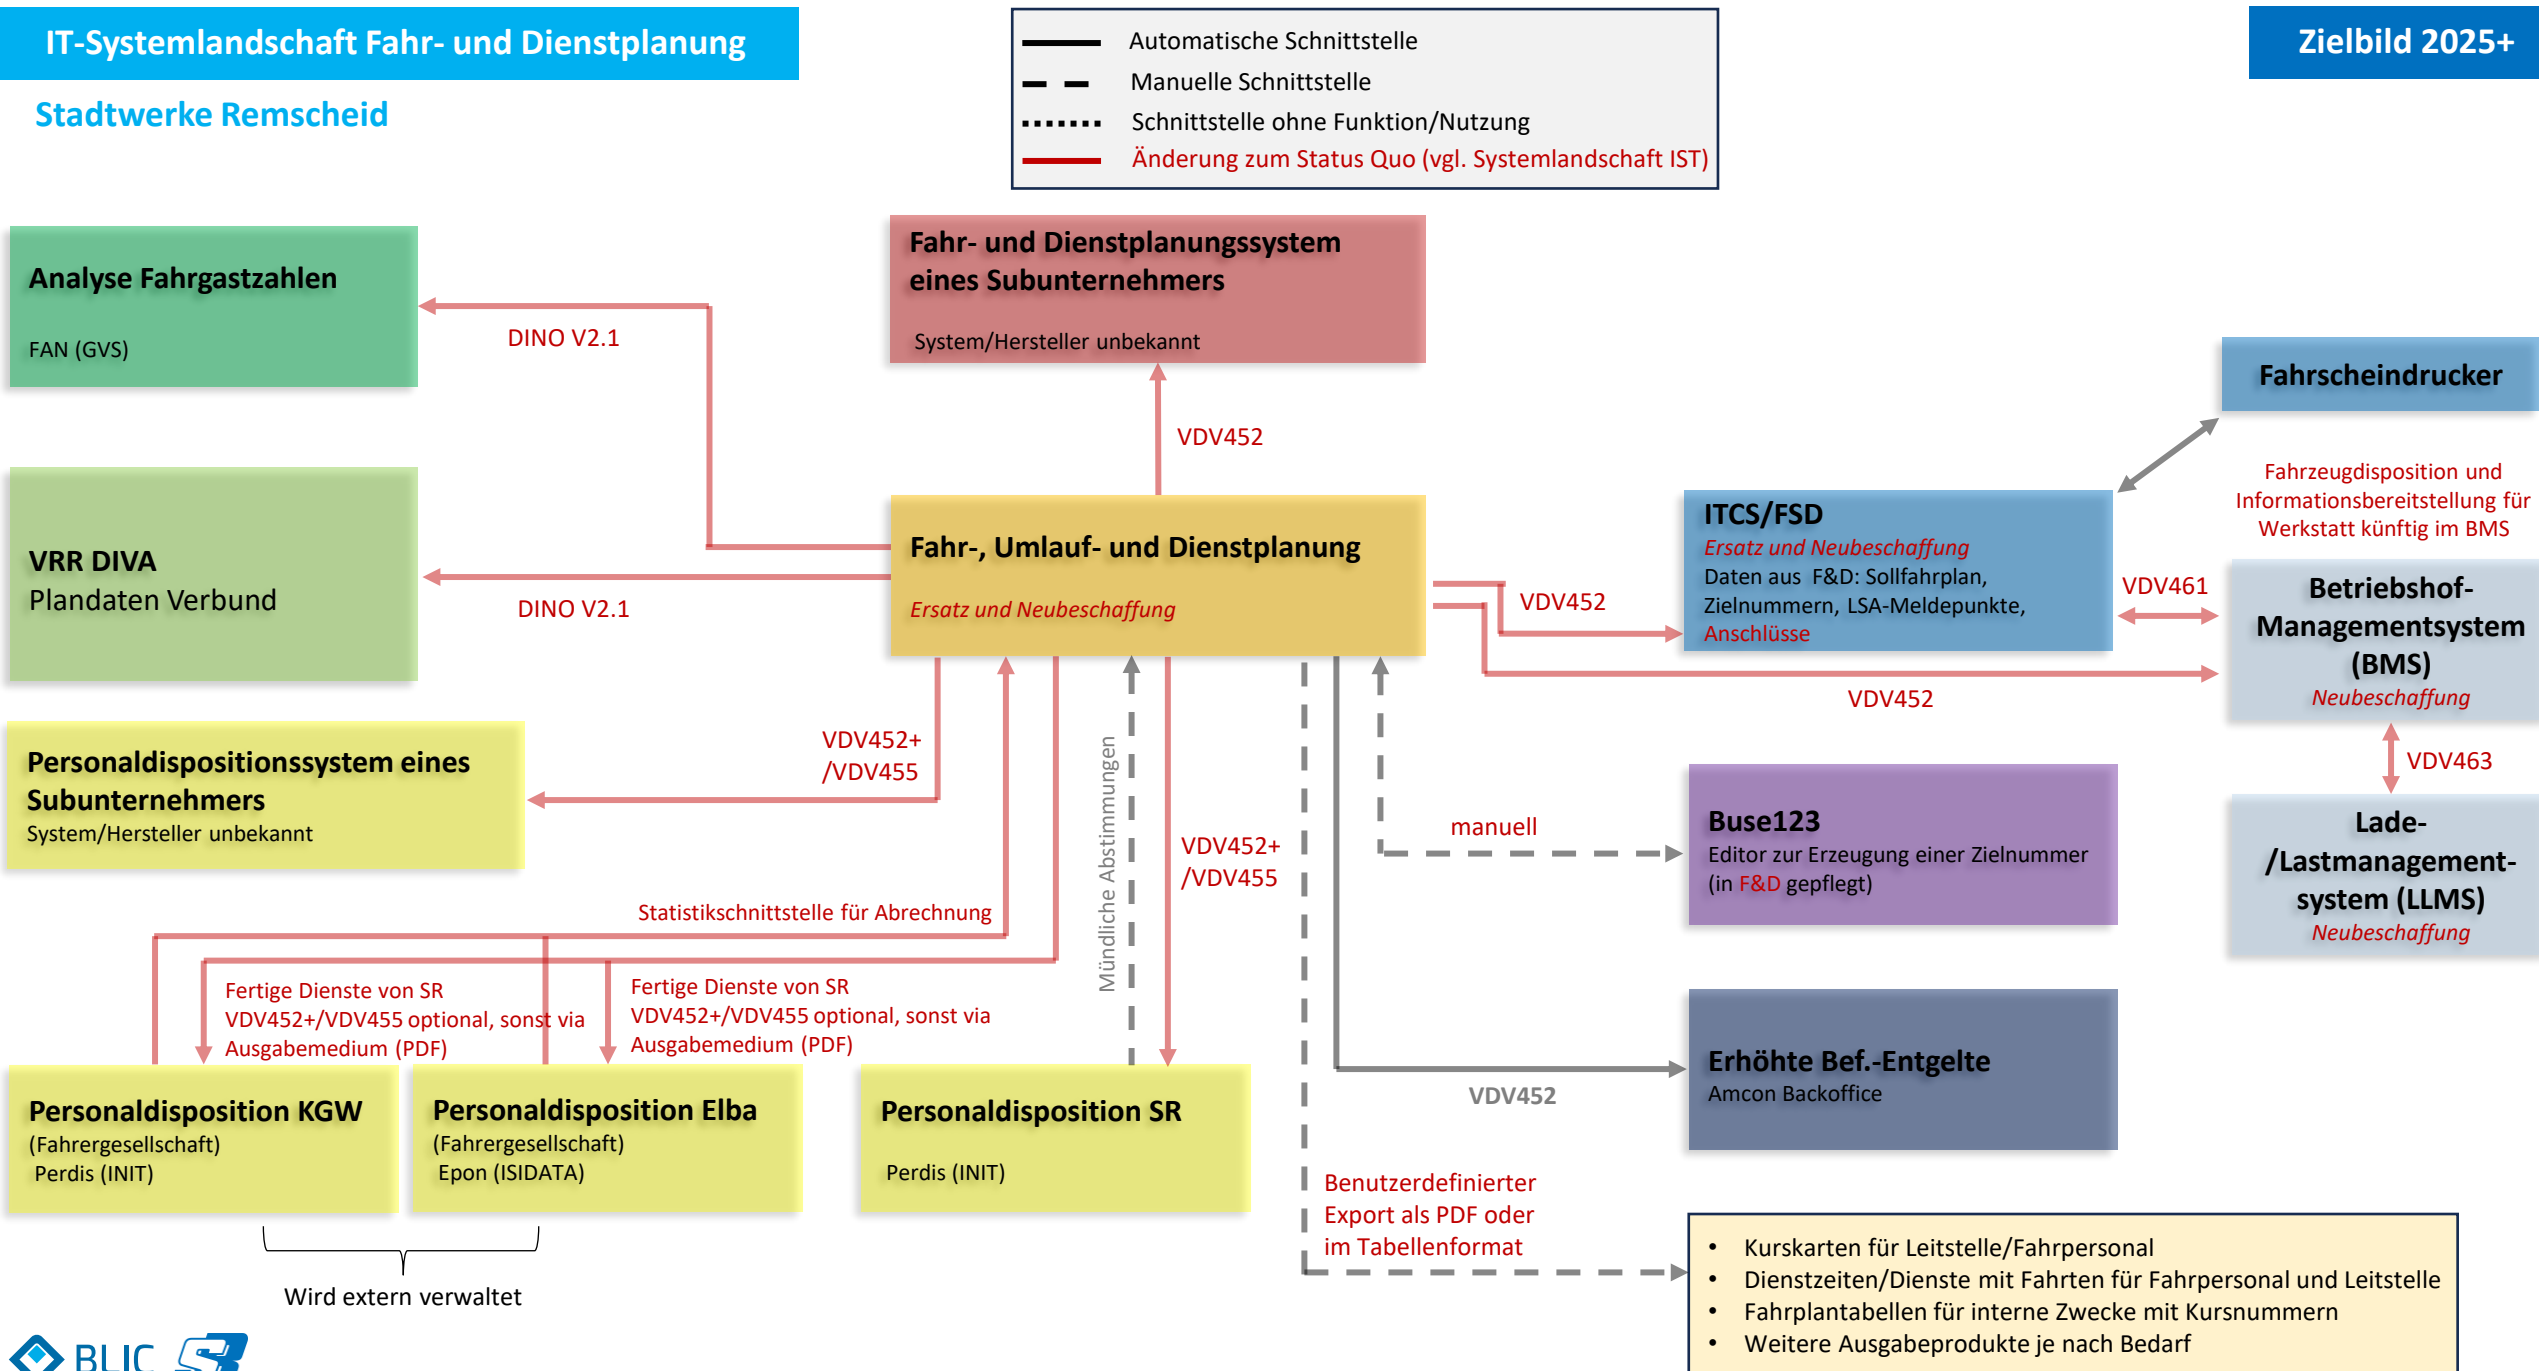 IT-Systemlandschaft Fahr- und Dienstplanung
Stadtwerke Remscheid
Automatische Schnittstelle
Manuelle Schnittstelle
Schnittstelle ohne Funktion/Nutzung
Änderung zum Status Quo (vgl. Systemlandschaft IST)
Zielbild 2025+
Analyse Fahrgastzahlen
FAN (GVS)
DINO V2.1
Fahr- und Dienstplanungssystem
eines Subunternehmers
System/Hersteller unbekannt
VDV452
Fahrscheindrucker
VRR DIVA
Plandaten Verbund
DINO V2.1
Fahr-, Umlauf- und Dienstplanung
Ersatz und Neubeschaffung
VDV452
ITCS/FSD
Ersatz und Neubeschaffung
Daten aus F&D: Sollfahrplan,
Zielnummern, LSA-Meldepunkte,
Anschlüsse
Fahrzeugdisposition und
Informationsbereitstellung für
Werkstatt künftig im BMS
VDV461
VDV452
Betriebshof-
Managementsystem
(BMS)
Neubeschaffung
VDV463
Lade-
/Lastmanagement-
system (LLMS)
Neubeschaffung
Personaldispositionssystem eines
Subunternehmers
System/Hersteller unbekannt
VDV452+
/VDV455
Mündliche Abstimmungen
VDV452+
/VDV455
manuell
Buse123
Editor zur Erzeugung einer Zielnummer
(in F&D gepflegt)
Statistikschnittstelle für Abrechnung
Fertige Dienste von SR
VDV452+/VDV455 optional, sonst via
Ausgabemedium (PDF)
Fertige Dienste von SR
VDV452+/VDV455 optional, sonst via
Ausgabemedium (PDF)
VDV452
Erhöhte Bef.-Entgelte
Amcon Backoffice
Personaldisposition KGW
(Fahrergesellschaft)
Perdis (INIT)
Personaldisposition Elba
(Fahrergesellschaft)
Epon (ISIDATA)
Personaldisposition SR
Perdis (INIT)
Wird extern verwaltet
Benutzerdefinierter
Export als PDF oder
im Tabellenformat
• Kurskarten für Leitstelle/Fahrpersonal
• Dienstzeiten/Dienste mit Fahrten für Fahrpersonal und Leitstelle
• Fahrplantabellen für interne Zwecke mit Kursnummern
• Weitere Ausgabeprodukte je nach Bedarf
BLIC